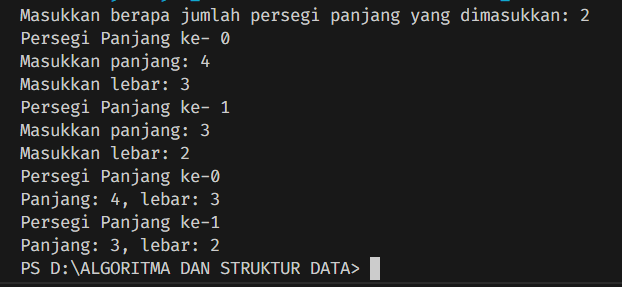 Masukkan berapa jumlah persegi panjang yang dimasukkan: 2
Persegi Panjang ke- 0
Masukkan panjang: 4
Masukkan lebar: 3
Persegi Panjang ke- 1
Masukkan panjang: 3
Masukkan lebar: 2
Persegi Panjang ke-0
Panjang: 4, lebar: 3
Persegi Panjang ke-1
Panjang: 3, lebar: 2
PS D:\ALGORITMA DAN STRUKTUR DATA>